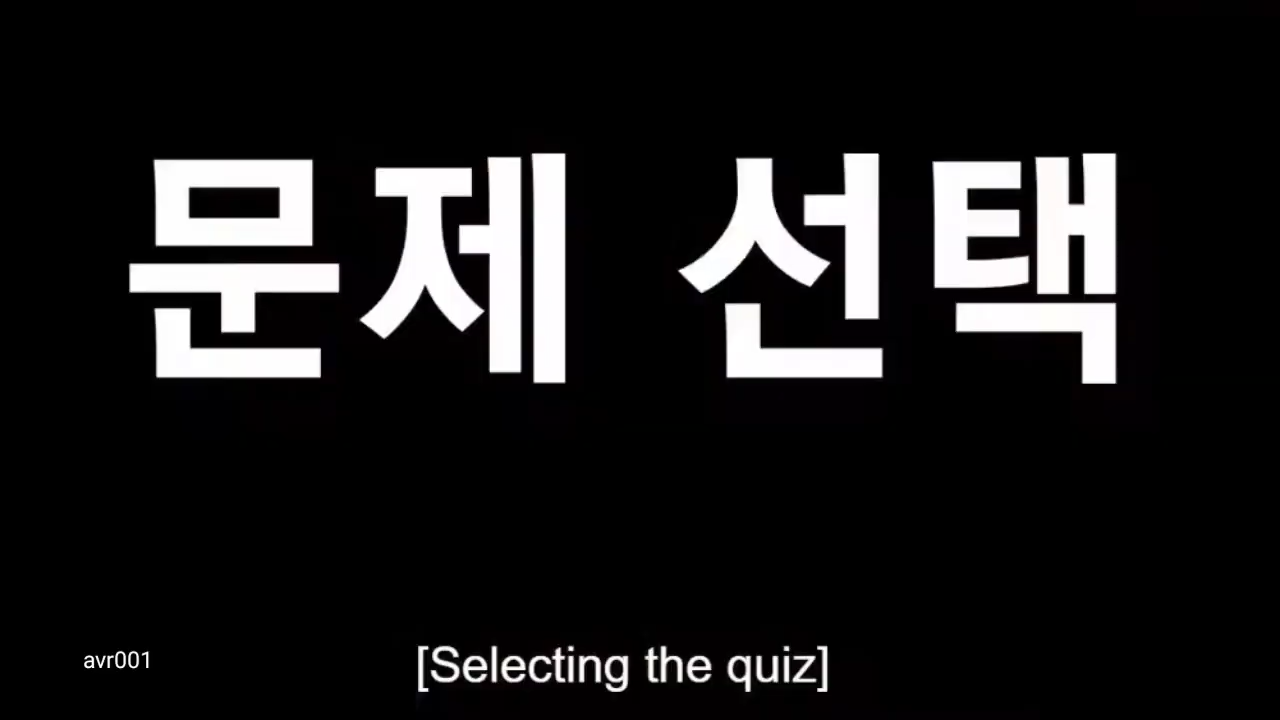 문제 선택
avr001
[Selecting the quiz]